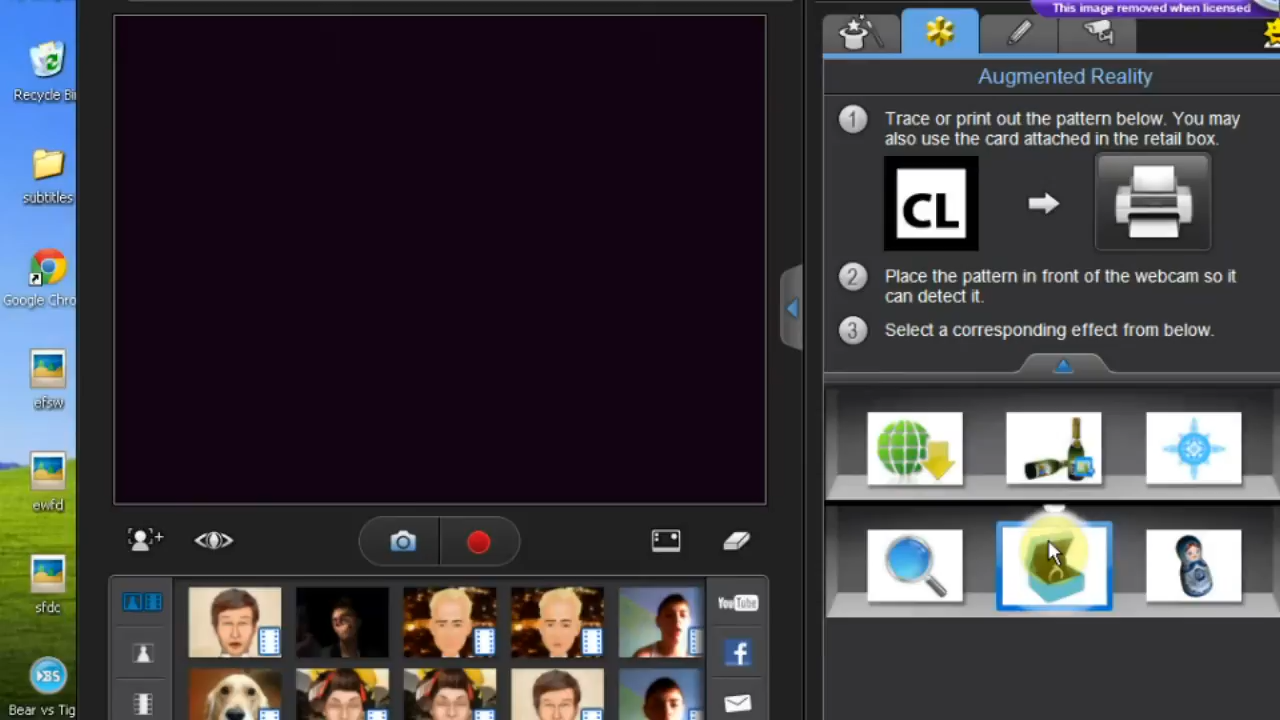 This image removed when licensed
Recycle Bi
subtitles
Google Chro
efsw
ewfd
sfdc
BS
Bear vs Tig
Augmented Reality
1
Trace or print out the pattern below. You may
also use the card attached in the retail box.
CL
2
Place the pattern in front of the webcam so it
can detect it.
3
Select a corresponding effect from below.
YouTube
f